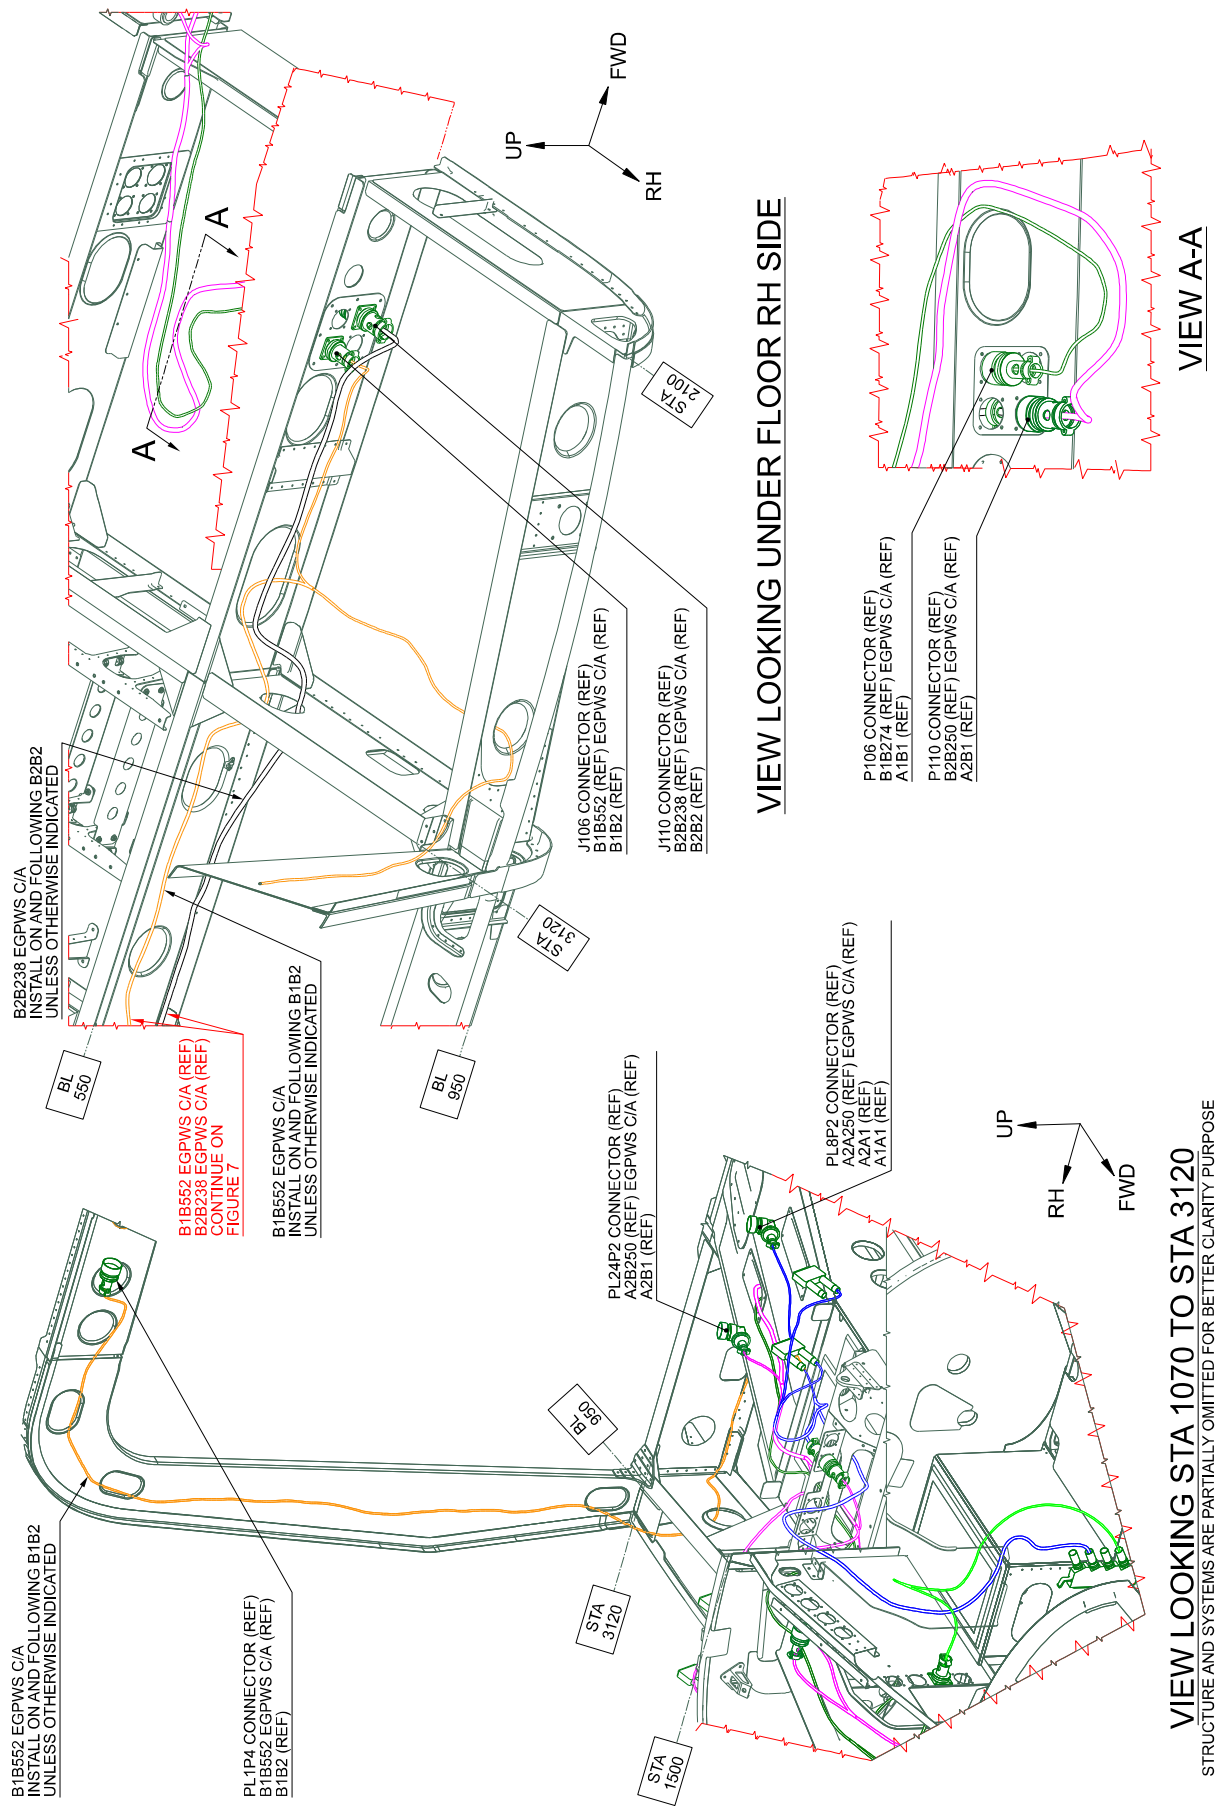 B1B552 EGPWS C/A
INSTALL ON AND FOLLOWING B1B2
UNLESS OTHERWISE INDICATED
PL1P4 CONNECTOR (REF)
B1B552 EGPWS C/A (REF)
B1B2 (REF)
B2B238 EGPWS C/A
INSTALL ON AND FOLLOWING B2B2
UNLESS OTHERWISE INDICATED
BL
550
B1B552 EGPWS C/A (REF)
B2B238 EGPWS C/A (REF)
CONTINUE ON
FIGURE 7
B1B552 EGPWS C/A
INSTALL ON AND FOLLOWING B1B2
UNLESS OTHERWISE INDICATED
BL
950
STA
3120
STA
2100
A
A
UP
FWD
RH
J106 CONNECTOR (REF)
B1B552 (REF) EGPWS C/A (REF)
B1B2 (REF)
J110 CONNECTOR (REF)
B2B238 (REF) EGPWS C/A (REF)
B2B2 (REF)
VIEW LOOKING UNDER FLOOR RH SIDE
P106 CONNECTOR (REF)
B1B274 (REF) EGPWS C/A (REF)
A1B1 (REF)
P110 CONNECTOR (REF)
B2B250 (REF) EGPWS C/A (REF)
A2B1 (REF)
VIEW A-A
BL
950
STA
3120
STA
1500
PL24P2 CONNECTOR (REF)
A2B250 (REF) EGPWS C/A (REF)
A2B1 (REF)
PL8P2 CONNECTOR (REF)
A2A250 (REF) EGPWS C/A (REF)
A2A1 (REF)
A1A1 (REF)
UP
RH
FWD
VIEW LOOKING STA 1070 TO STA 3120
STRUCTURE AND SYSTEMS ARE PARTIALLY OMITTED FOR BETTER CLARITY PURPOSE